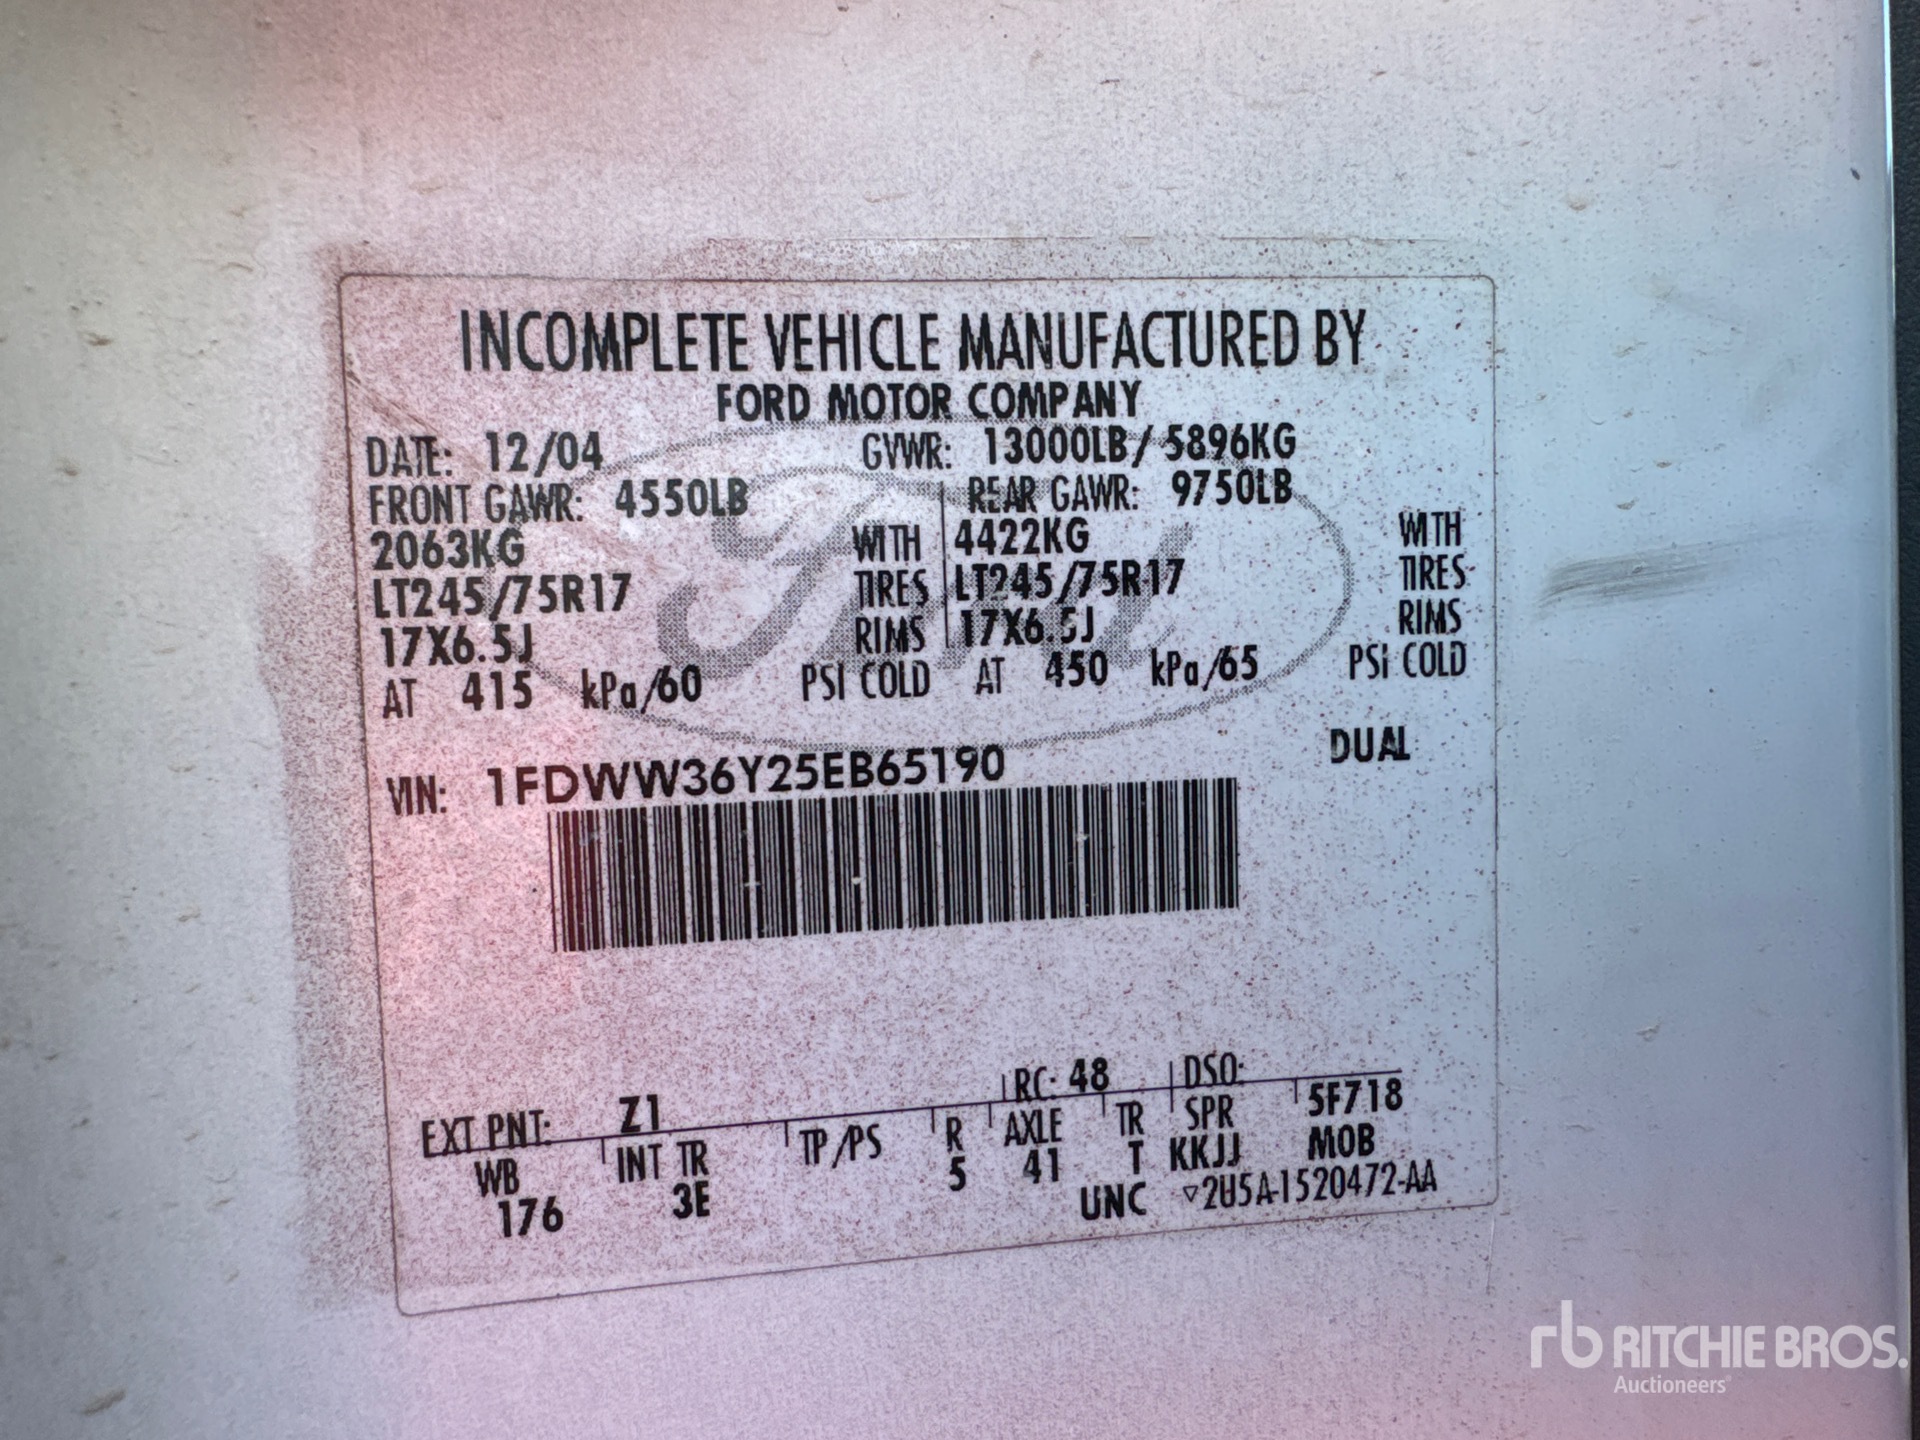 INCOMPLETE VEHICLE MANUFACTURED BY
FORD MOTOR COMPANY
DATE: 12/04 GVWR: 13000LB/ 5896KG
FRONT GAWR: 4550LB REAR GAWR: 9750LB
2063KG WITH 4422KG WITH
LT245/75R17 TIRES LT245/75R17 TIRES
17X6.5J RIMS 17X6.5J RIMS
AT 415 kPa/60 PSI COLD AT 450 kPa/65 PSI COLD
VIN: 1FDWW36Y25EB65190 DUAL
EXT PNT: Z1 RC: 48 DSO:
WB INT TR TP/PS R AXLE TR SPR 5F718
176 3E 5 41 T KKJJ MOB
UNC ▽2U5A-1520472-AA
Ford
rb RITCHIE BROS.
Auctioneers